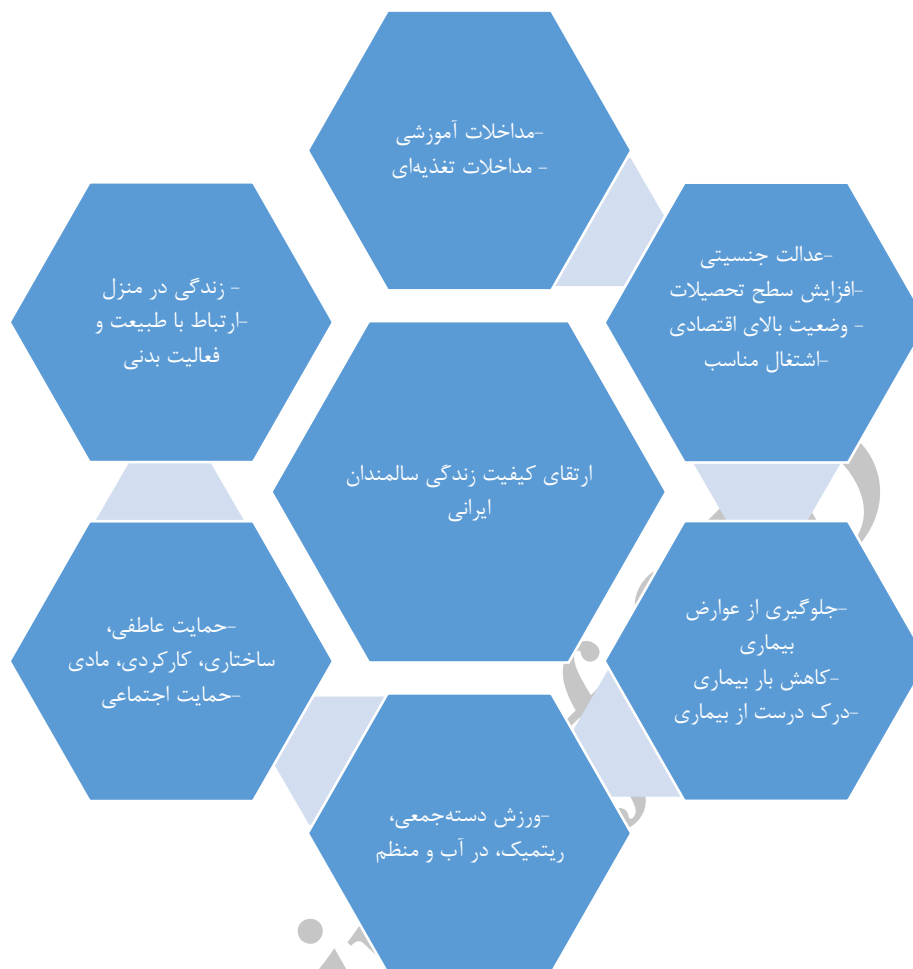 -مداخلات آموزشی
- مداخلات تغذیه‌ای
-عدالت جنسیتی
-افزایش سطح تحصیلات
- وضعیت بالای اقتصادی
-اشتغال مناسب
- زندگی در منزل
-ارتباط با طبیعت و
فعالیت بدنی
ارتقای کیفیت زندگی سالمندان
ایرانی
-جلوگیری از عوارض
بیماری
-کاهش بار بیماری
-درک درست از بیماری
-حمایت عاطفی،
ساختاری، کارکردی، مادی
-حمایت اجتماعی
-ورزش دسته‌جمعی،
ریتمیک، در آب و منظم